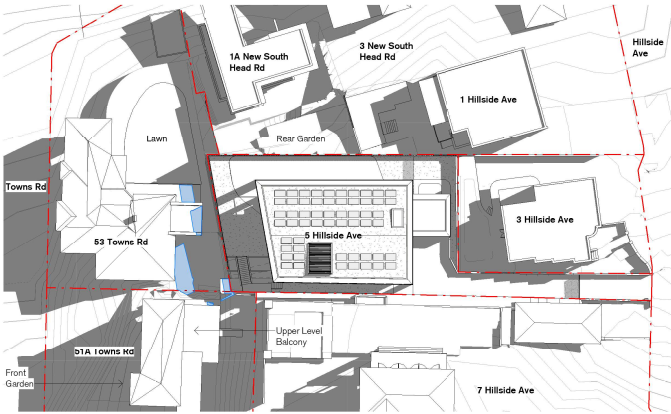 1A New South
Head Rd
3 New South
Head Rd
Hillside
Ave
1 Hillside Ave
Lawn
Rear Garden
Towns Rd
3 Hillside Ave
5 Hillside Ave
53 Towns Rd
Upper Level
Balcony
51A Towns Rd
Front
Garden
7 Hillside Ave